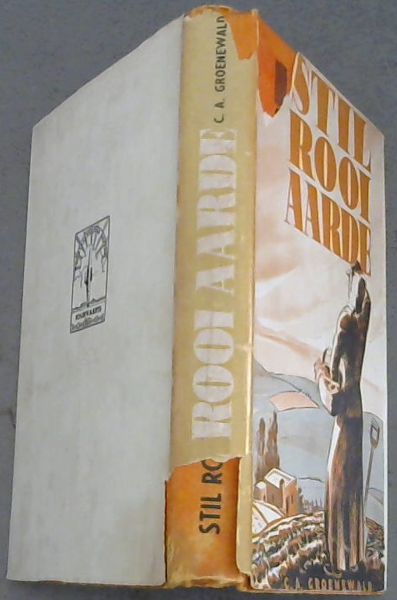 STIL
ROOI
AARDE
C. A. GROENEWALD
STIL RO
ROOI AARDE
C. A. GROENEWALD